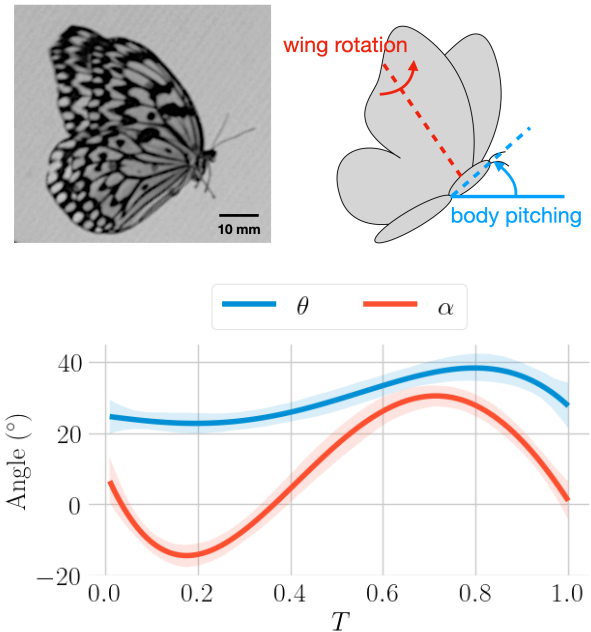 wing rotation
10 mm
body pitching
θ
α
40
20
0
−20
Angle (°)
0.0
0.2
0.4
0.6
0.8
1.0
T